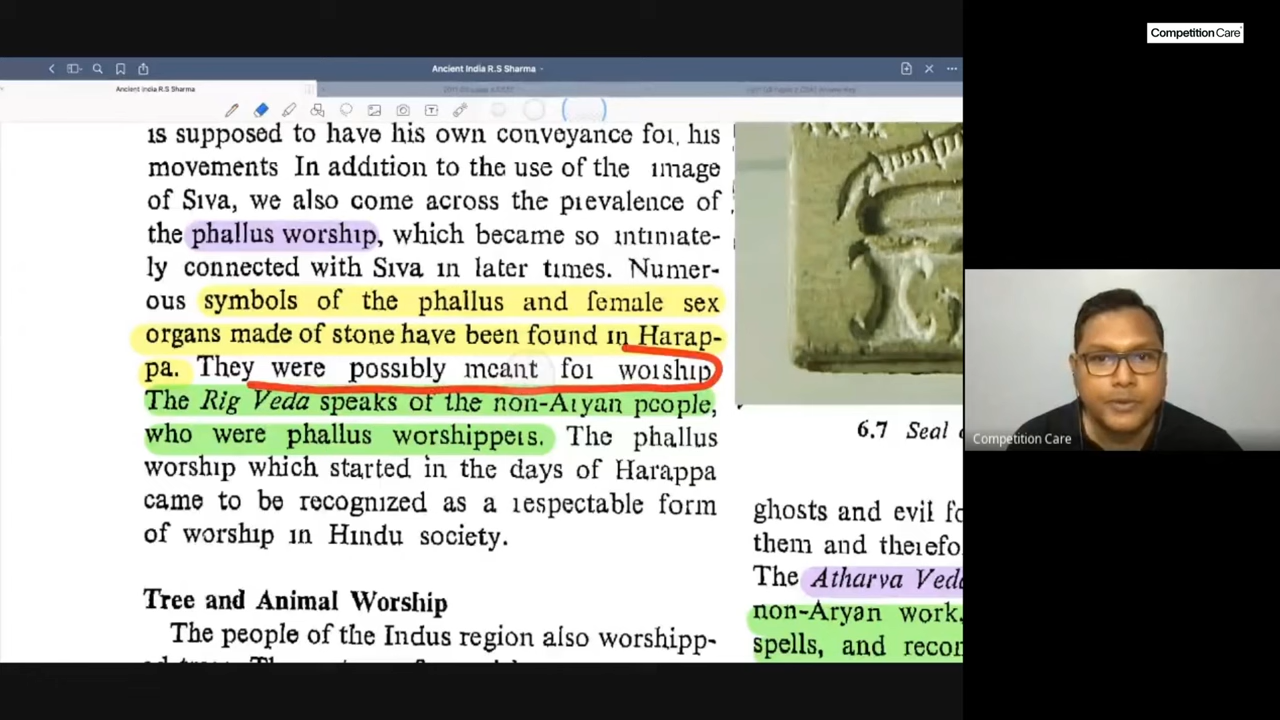 CompetitionCare
Ancient India R.S Sharma
Ancient India R.S Sharma
is supposed to have his own conveyance for, his
movements In addition to the use of the image
of Siva, we also come across the prevalence of
the phallus worship, which became so intimate-
ly connected with Siva in later times. Numer-
ous symbols of the phallus and female sex
organs made of stone have been found in Harap-
pa. They were possibly meant for worship
The Rig Veda speaks of the non-Aryan people,
who were phallus worshippers. The phallus
worship which started in the days of Harappa
came to be recognized as a respectable form
of worship in Hindu society.
Tree and Animal Worship
The people of the Indus region also worshipp-
6.7 Seal
ghosts and evil
them and
The Atharva
non-Aryan work.
spells, and
Competition Care